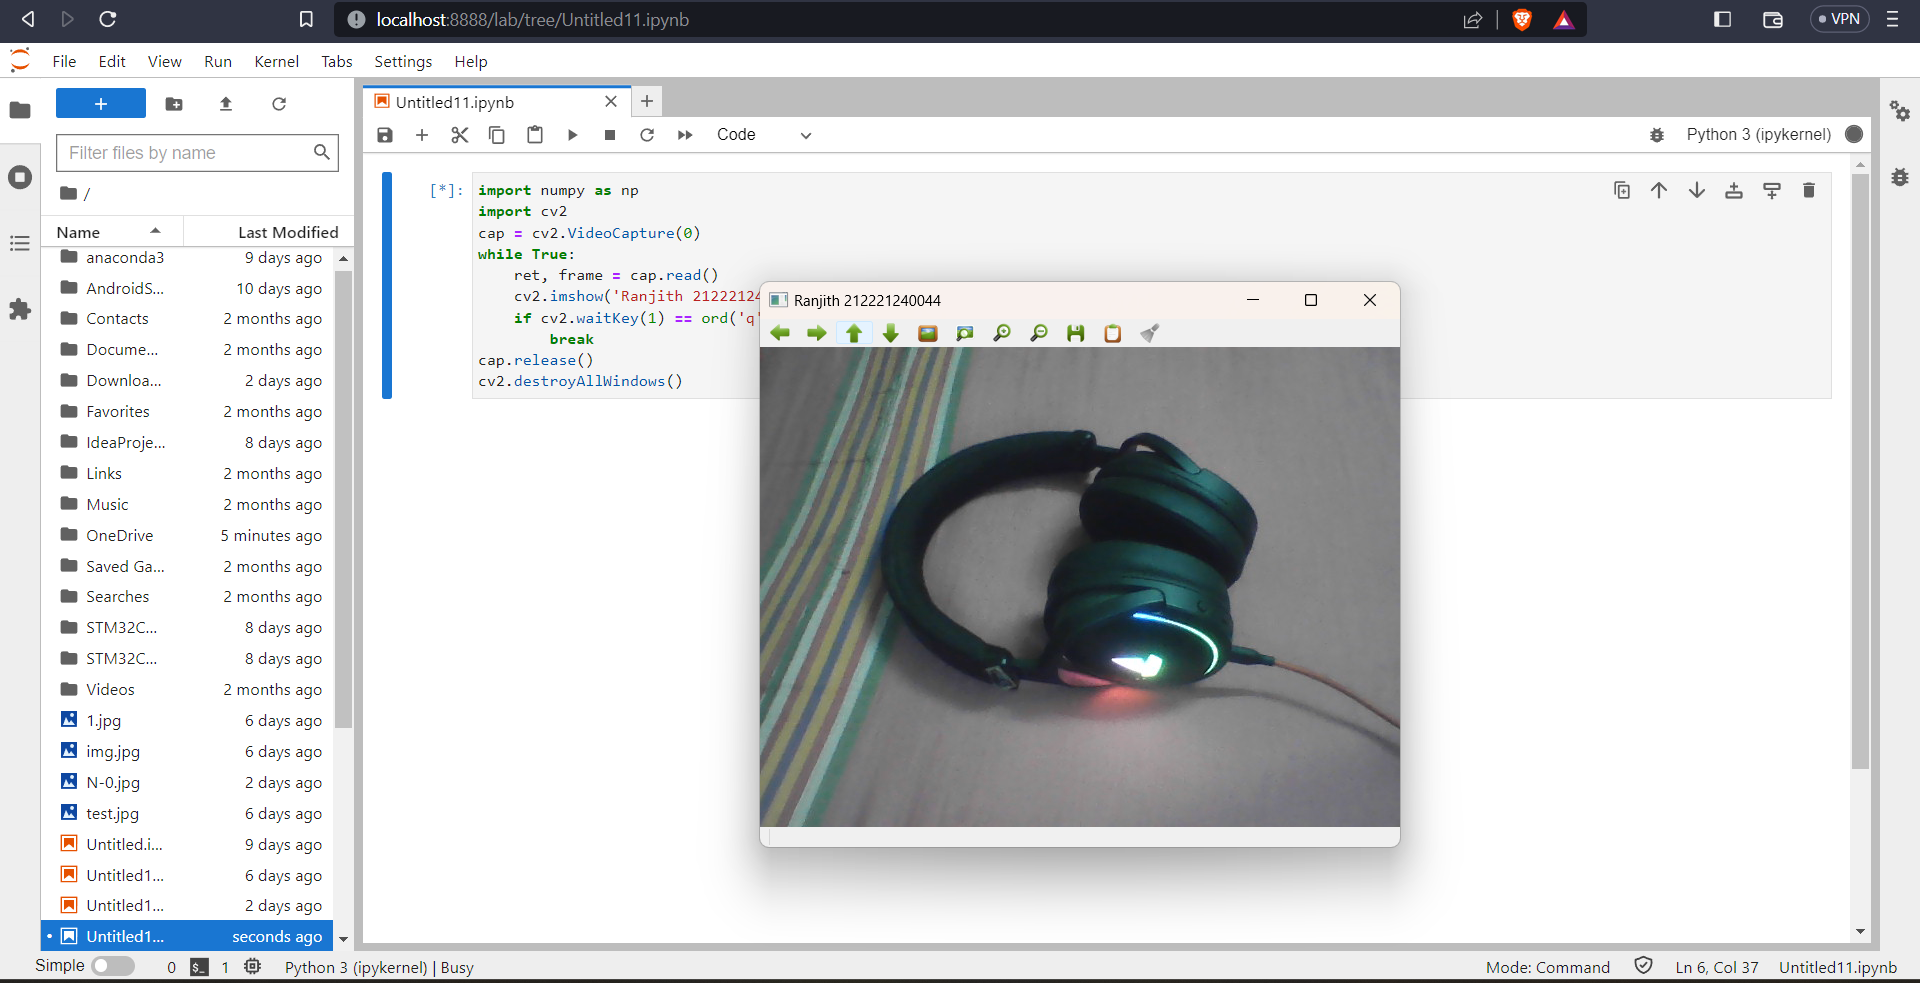 localhost:8888/lab/tree/Untitled11.ipynb
VPN
File Edit View Run Kernel Tabs Settings Help
Untitled11.ipynb
Code
Python 3 (ipykernel)
Filter files by name
/
Name Last Modified
anaconda3 9 days ago
AndroidS... 10 days ago
Contacts 2 months ago
Docume... 2 months ago
Downloa... 2 days ago
Favorites 2 months ago
IdeaProje... 8 days ago
Links 2 months ago
Music 2 months ago
OneDrive 5 minutes ago
Saved Ga... 2 months ago
Searches 2 months ago
STM32C... 8 days ago
STM32C... 8 days ago
Videos 2 months ago
1.jpg 6 days ago
img.jpg 6 days ago
N-0.jpg 2 days ago
test.jpg 6 days ago
Untitled.i... 9 days ago
Untitled1... 6 days ago
Untitled1... 2 days ago
Untitled1... seconds ago
[*]:
import numpy as np
import cv2
cap = cv2.VideoCapture(0)
while True:
ret, frame = cap.read()
cv2.imshow('Ranjith 21222124
if cv2.waitKey(1) == ord('q'
break
cap.release()
cv2.destroyAllWindows()
Ranjith 212221240044
Simple 0 $_ 1 Python 3 (ipykernel) | Busy
Mode: Command Ln 6, Col 37 Untitled11.ipynb